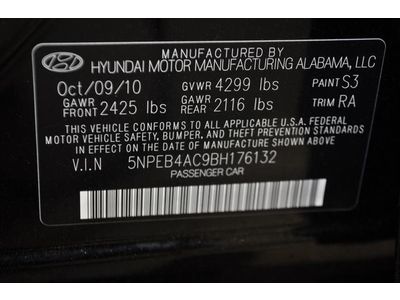 MANUFACTURED BY
HYUNDAI MOTOR MANUFACTURING ALABAMA, LLC
Oct/09/10 GVWR 4299 lbs PAINT S3
GAWR FRONT 2425 lbs GAWR REAR 2116 lbs TRIM RA
THIS VEHICLE CONFORMS TO ALL APPLICABLE U.S.A. FEDERAL
MOTOR VEHICLE SAFETY, BUMPER, AND THEFT PREVENTION
STANDARDS IN EFFECT ON THE DATE OF MANUFACTURE SHOWN ABOVE.
V.I.N 5NPEB4AC9BH176132
PASSENGER CAR